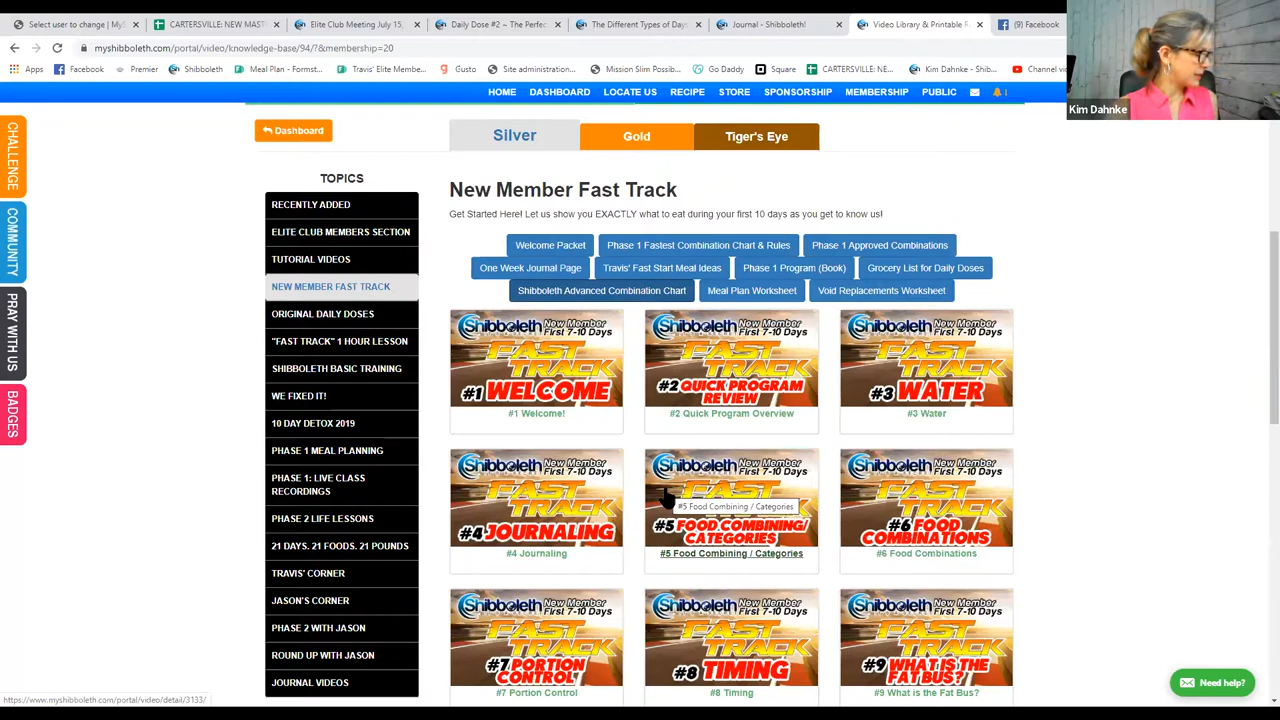 Select user to change | Mys
CARTERSVILLE: NEW MAST
Elite Club Meeting July 15,
Daily Dose #2 ~ The Perfec
The Different Types of Day
Journal - Shibboleth!
Video Library & Printable R
(9) Facebook
myshibboleth.com/portal/video/knowledge-base/94/?&membership=20
Apps
Facebook
Premier
Shibboleth
Meal Plan - Formst...
Travis' Elite Membe...
Gusto
Site administration...
Mission Slim Possib...
Go Daddy
Square
CARTERSVILLE: NE...
Kim Dahnke - Shib...
Channel v
Kim Dahnke
HOME
DASHBOARD
LOCATE US
RECIPE
STORE
SPONSORSHIP
MEMBERSHIP
PUBLIC
1
CHALLENGE
COMMUNITY
PRAY WITH US
BADGES
Dashboard
Silver
Gold
Tiger's Eye
TOPICS
RECENTLY ADDED
ELITE CLUB MEMBERS SECTION
TUTORIAL VIDEOS
NEW MEMBER FAST TRACK
ORIGINAL DAILY DOSES
"FAST TRACK" 1 HOUR LESSON
SHIBBOLETH BASIC TRAINING
WE FIXED IT!
10 DAY DETOX 2019
PHASE 1 MEAL PLANNING
PHASE 1: LIVE CLASS
RECORDINGS
PHASE 2 LIFE LESSONS
21 DAYS. 21 FOODS. 21 POUNDS
TRAVIS' CORNER
JASON'S CORNER
PHASE 2 WITH JASON
ROUND UP WITH JASON
JOURNAL VIDEOS
New Member Fast Track
Get Started Here! Let us show you EXACTLY what to eat during your first 10 days as you get to know us!
Welcome Packet
Phase 1 Fastest Combination Chart & Rules
Phase 1 Approved Combinations
One Week Journal Page
Travis' Fast Start Meal Ideas
Phase 1 Program (Book)
Grocery List for Daily Doses
Shibboleth Advanced Combination Chart
Meal Plan Worksheet
Void Replacements Worksheet
Shibboleth New Member
First 7-10 Days
FAST
TRACK
#1 WELCOME
#1 Welcome!
Shibboleth New Member
First 7-10 Days
FAST
TRACK
#2 QUICK PROGRAM
REVIEW
#2 Quick Program Overview
Shibboleth New Member
First 7-10 Days
FAST
TRACK
#3 WATER
#3 Water
Shibboleth New Member
First 7-10 Days
FAST
TRACK
#4 JOURNALING
#4 Journaling
Shibboleth New Member
First 7-10 Days
FAST
#5 Food Combining / Categories
#5 FOOD COMBINING/
CATEGORIES
#5 Food Combining / Categories
Shibboleth New Member
First 7-10 Days
FAST
TRACK
#6 FOOD
COMBINATIONS
#6 Food Combinations
Shibboleth New Member
First 7-10 Days
FAST
TRACK
#7 PORTION
CONTROL
#7 Portion Control
Shibboleth New Member
First 7-10 Days
FAST
TRACK
#8 TIMING
#8 Timing
Shibboleth New Member
First 7-10 Days
FAST
TRACK
#9 WHAT IS THE
FAT BUS?
#9 What is the Fat Bus?
Need help?
https://www.myshibboleth.com/portal/video/detail/3133/